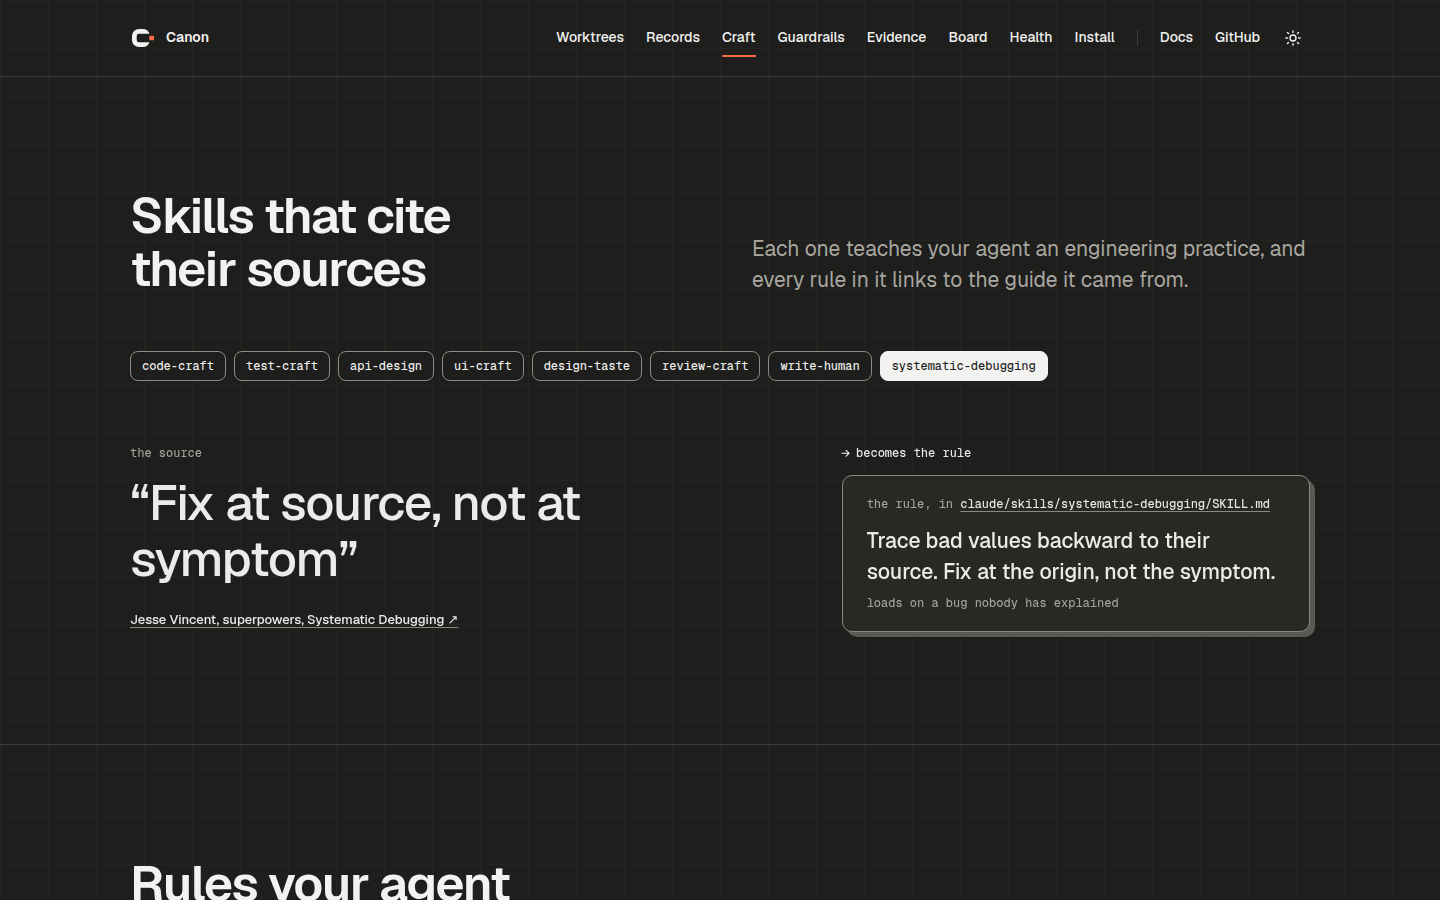 Canon
Worktrees Records Craft Guardrails Evidence Board Health Install Docs GitHub
Skills that cite
their sources
Each one teaches your agent an engineering practice, and
every rule in it links to the guide it came from.
code-craft test-craft api-design ui-craft design-taste review-craft write-human systematic-debugging
the source
“Fix at source, not at
symptom”
Jesse Vincent, superpowers, Systematic Debugging ↗
→ becomes the rule
the rule, in claude/skills/systematic-debugging/SKILL.md
Trace bad values backward to their
source. Fix at the origin, not the symptom.
loads on a bug nobody has explained
Rules your agent